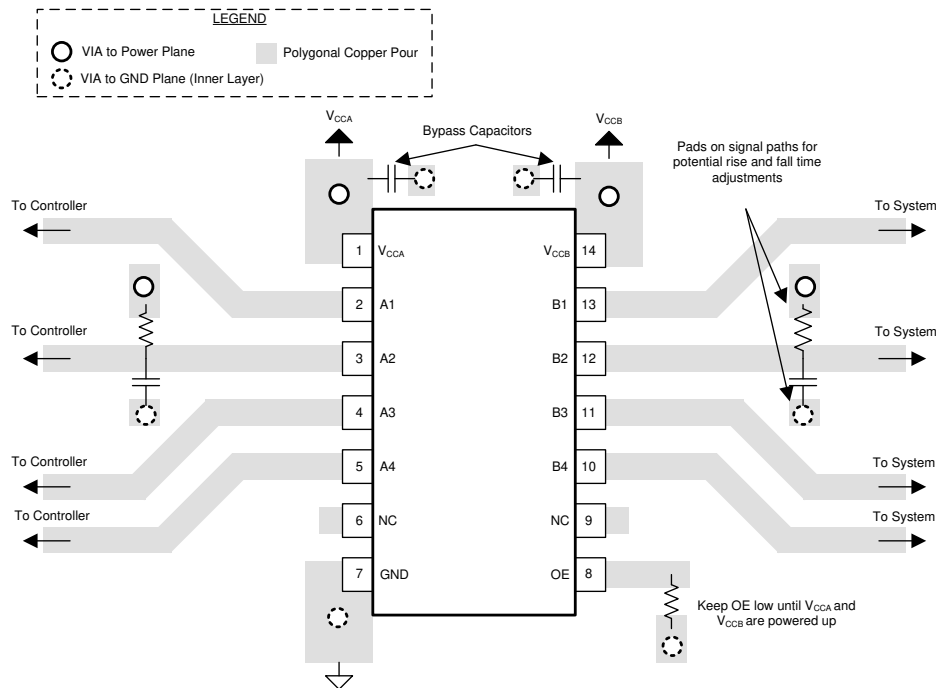 LEGEND
VIA to Power Plane
Polygonal Copper Pour
VIA to GND Plane (Inner Layer)
VCCA
Bypass Capacitors
VCCB
Pads on signal paths for
potential rise and fall time
adjustments
To Controller
To System
1
VCCA
VCCB
14
2
A1
B1
13
To Controller
To System
3
A2
B2
12
4
A3
B3
11
To Controller
To System
5
A4
B4
10
To Controller
To System
6
NC
NC
9
7
GND
OE
8
Keep OE low until VCCA and
VCCB are powered up